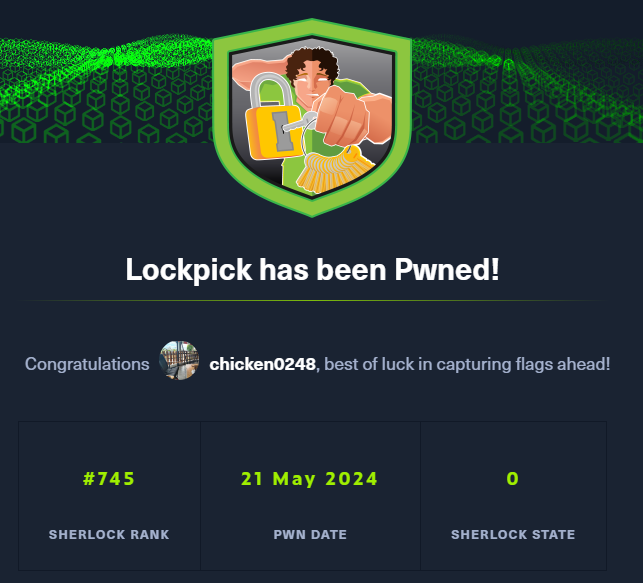 Lockpick has been Pwned!
Congratulations chicken0248, best of luck in capturing flags ahead!
#745 21 May 2024 0
SHERLOCK RANK PWN DATE SHERLOCK STATE